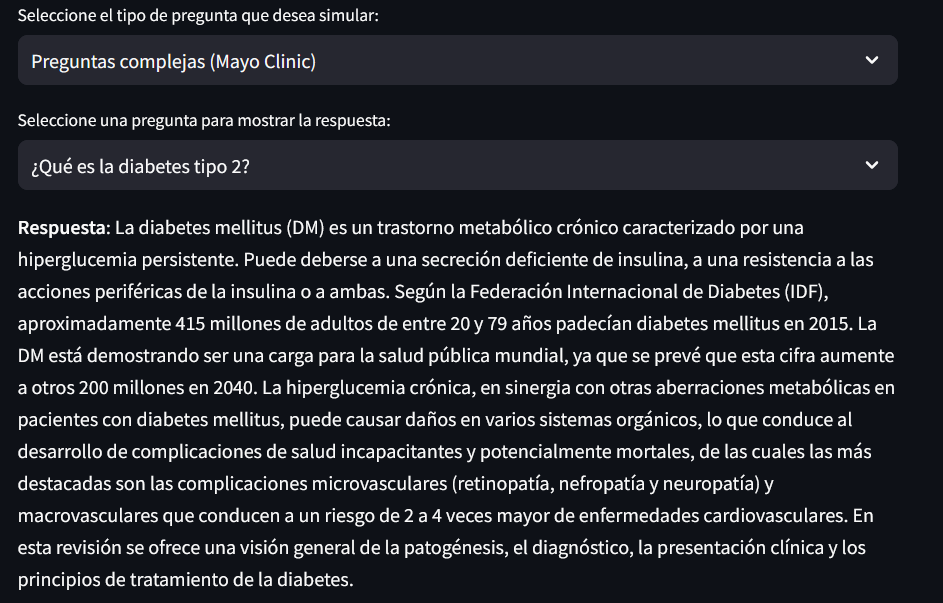 Seleccione el tipo de pregunta que desea simular:
Preguntas complejas (Mayo Clinic)
Seleccione una pregunta para mostrar la respuesta:
¿Qué es la diabetes tipo 2?
Respuesta: La diabetes mellitus (DM) es un trastorno metabólico crónico caracterizado por una
hiperglucemia persistente. Puede deberse a una secreción deficiente de insulina, a una resistencia a las
acciones periféricas de la insulina o a ambas. Según la Federación Internacional de Diabetes (IDF),
aproximadamente 415 millones de adultos de entre 20 y 79 años padecían diabetes mellitus en 2015. La
DM está demostrando ser una carga para la salud pública mundial, ya que se prevé que esta cifra aumente
a otros 200 millones en 2040. La hiperglucemia crónica, en sinergia con otras aberraciones metabólicas en
pacientes con diabetes mellitus, puede causar daños en varios sistemas orgánicos, lo que conduce al
desarrollo de complicaciones de salud incapacitantes y potencialmente mortales, de las cuales las más
destacadas son las complicaciones microvasculares (retinopatía, nefropatía y neuropatía) y
macrovasculares que conducen a un riesgo de 2 a 4 veces mayor de enfermedades cardiovasculares. En
esta revisión se ofrece una visión general de la patogénesis, el diagnóstico, la presentación clínica y los
principios de tratamiento de la diabetes.